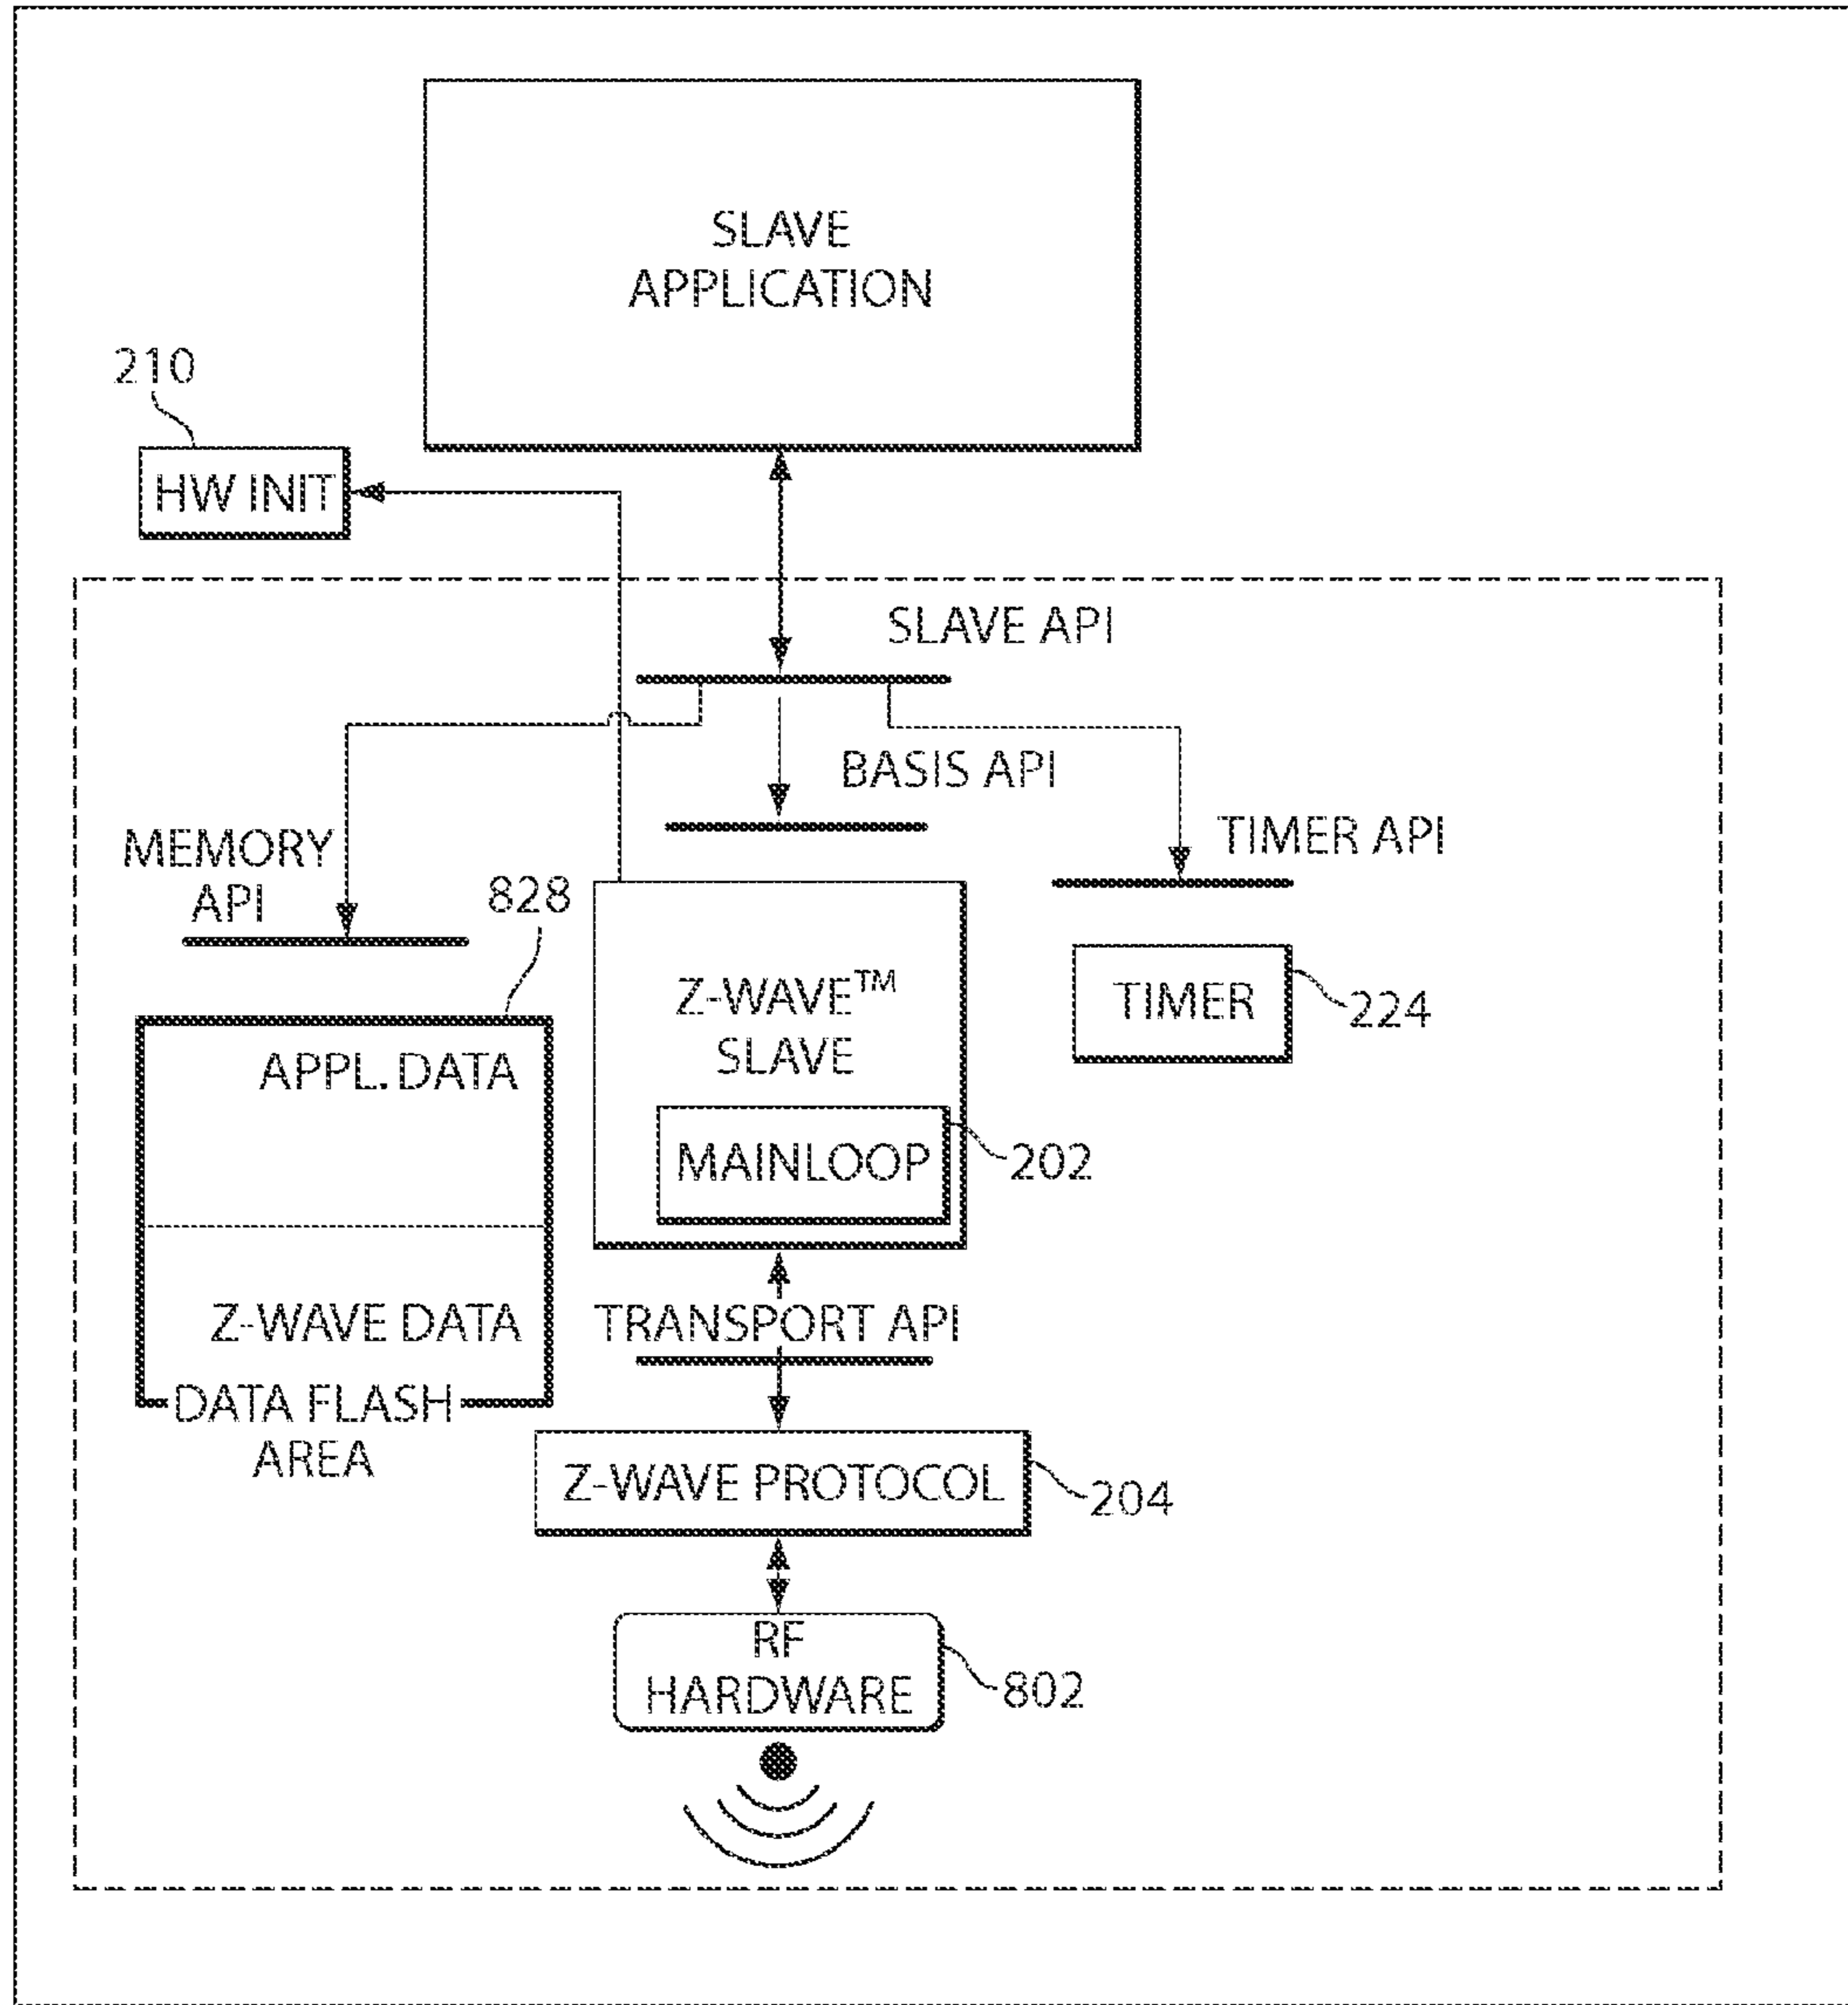 SLAVE
APPLICATION
210
HW INIT
SLAVE API
BASIS API
MEMORY
API
TIMER API
828
Z-WAVE™
SLAVE
TIMER
224
APPL. DATA
MAINLOOP
202
Z-WAVE DATA
TRANSPORT API
DATA FLASH
AREA
Z-WAVE PROTOCOL
204
RF
HARDWARE
802